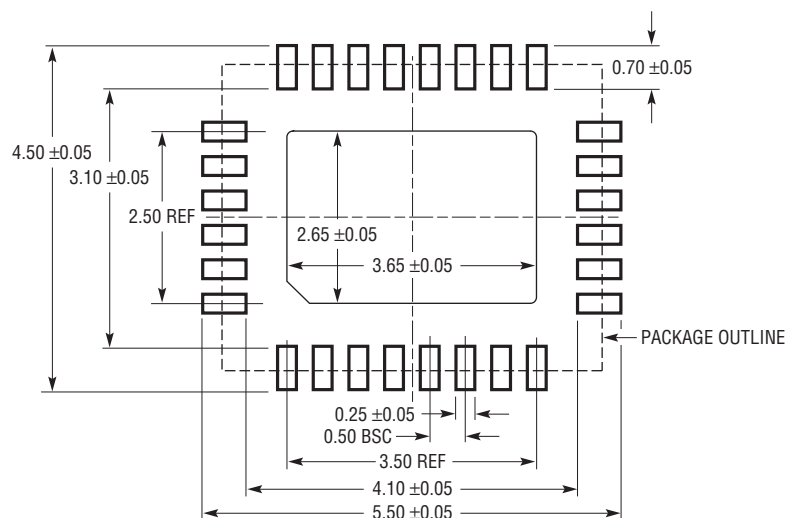 0.70 ±0.05
4.50 ±0.05
3.10 ±0.05
2.50 REF
2.65 ±0.05
3.65 ±0.05
PACKAGE OUTLINE
0.25 ±0.05
0.50 BSC
3.50 REF
4.10 ±0.05
5.50 ±0.05